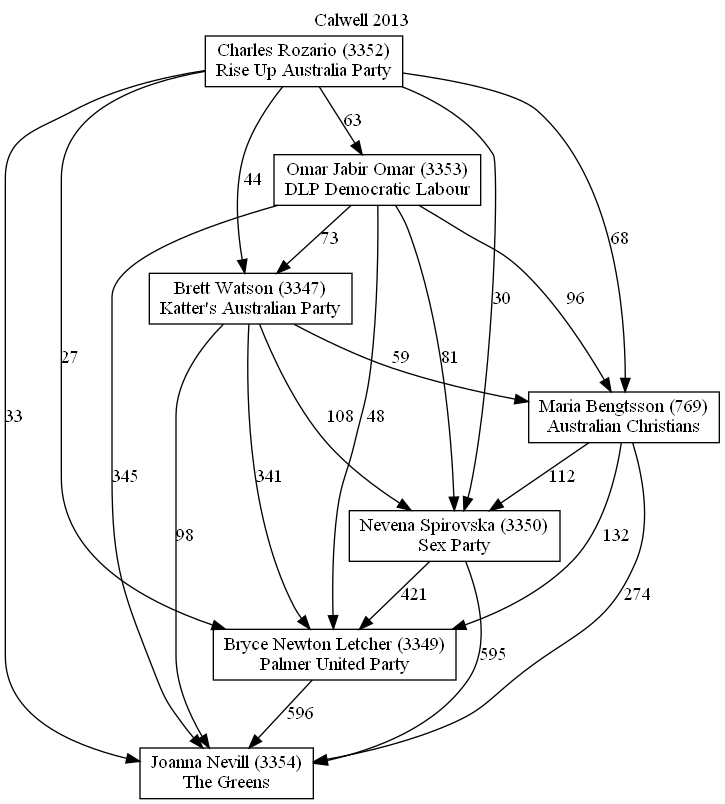 Calwell 2013
Charles Rozario (3352)
Rise Up Australia Party
63
Omar Jabir Omar (3353)
DLP Democratic Labour
44
68
73
Brett Watson (3347)
Katter's Australian Party
30
96
27
59
81
Maria Bengtsson (769)
Australian Christians
33
108
48
345
341
112
98
Nevena Spirovska (3350)
Sex Party
132
421
274
Bryce Newton Letcher (3349)
Palmer United Party
595
596
Joanna Nevill (3354)
The Greens